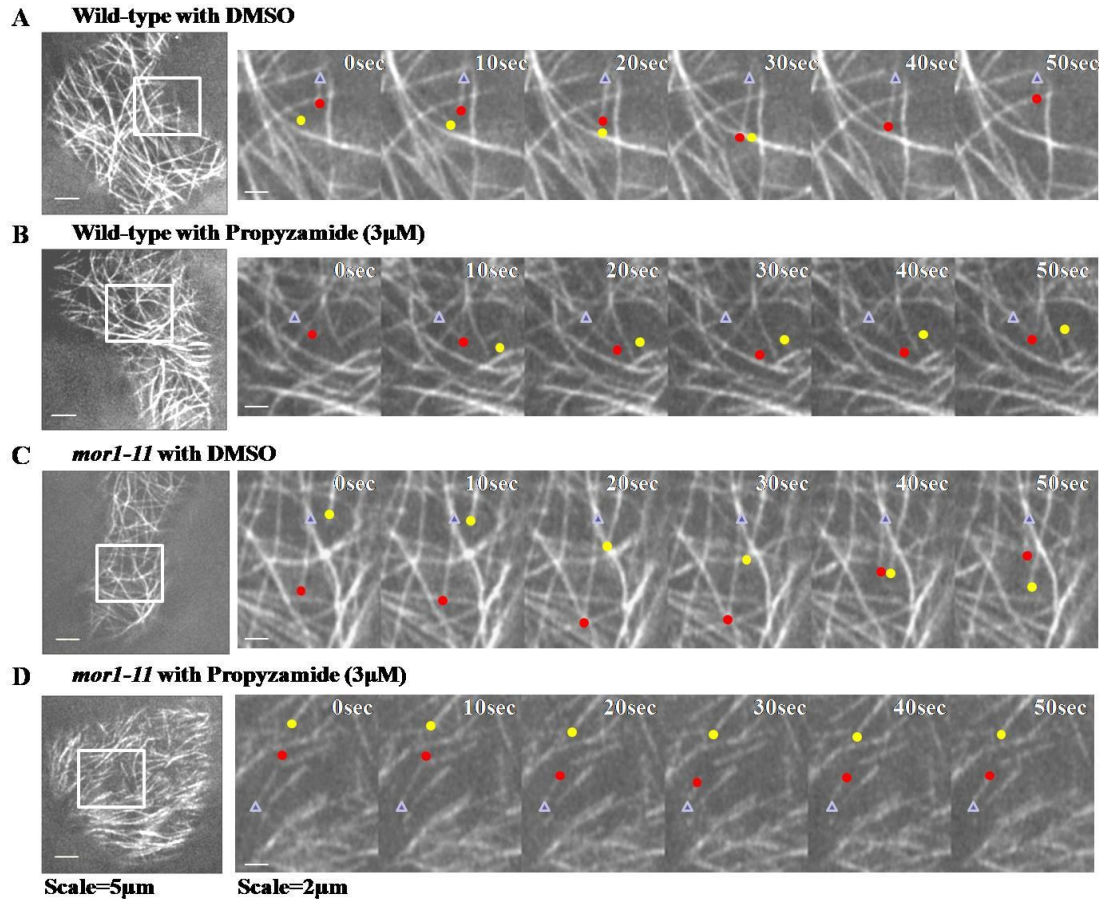 A Wild-type with DMSO
0sec 10sec 20sec 30sec 40sec 50sec
B Wild-type with Propyzamide (3μM)
0sec 10sec 20sec 30sec 40sec 50sec
C mor1-11 with DMSO
0sec 10sec 20sec 30sec 40sec 50sec
D mor1-11 with Propyzamide (3μM)
0sec 10sec 20sec 30sec 40sec 50sec
Scale=5μm Scale=2μm